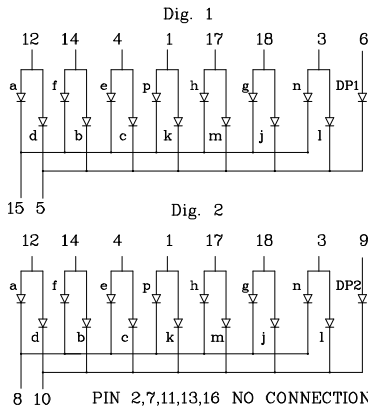 Dig. 1
12 14 4 1 17 18 3 6
a f e p h g n DP1
d b c k m j l
15 5
Dig. 2
12 14 4 1 17 18 3 9
a f e p h g n DP2
d b c k m j l
8 10 PIN 2,7,11,13,16 NO CONNECTION